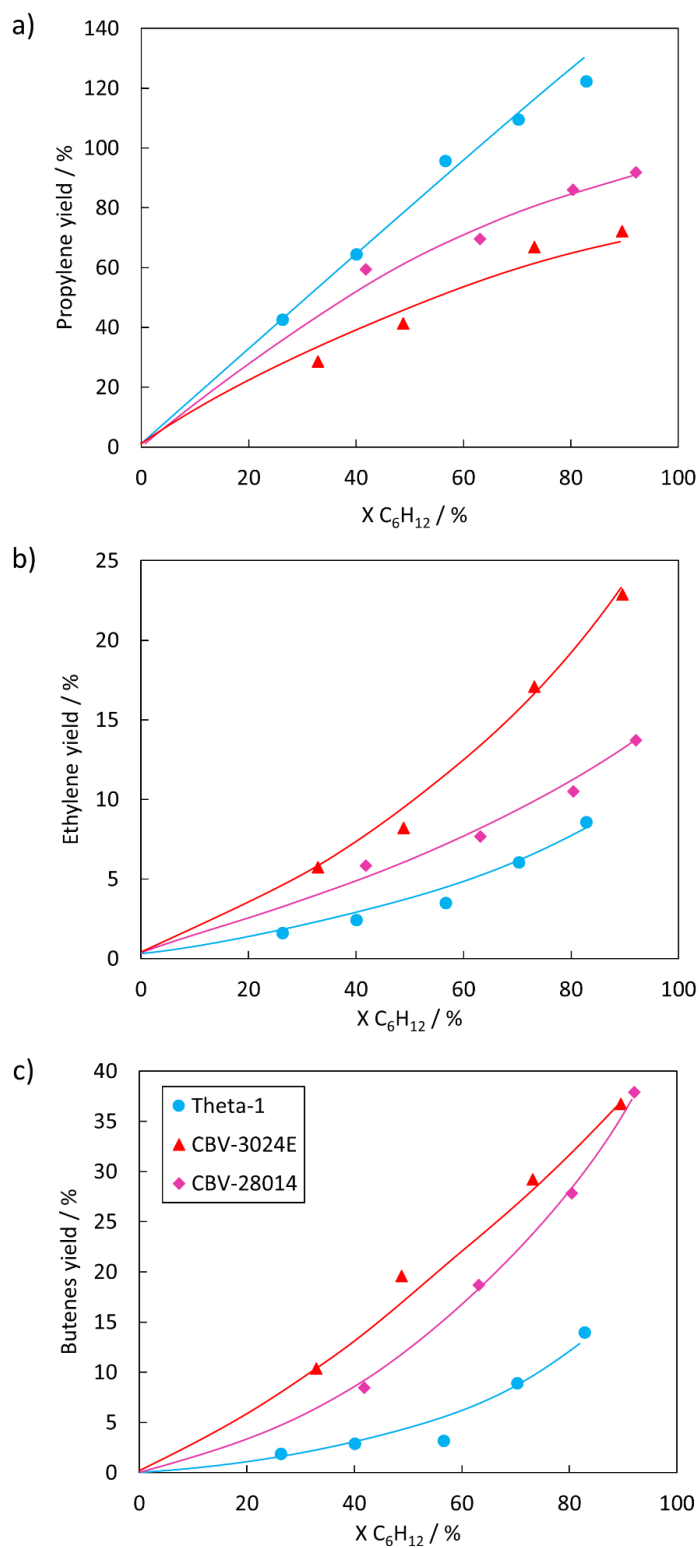 a)
140
120
100
80
60
40
20
0
Propylene yield / %
0 20 40 60 80 100
X C₆H₁₂ / %
b)
25
20
15
10
5
0
Ethylene yield / %
0 20 40 60 80 100
X C₆H₁₂ / %
c)
40
35
30
25
20
15
10
5
0
Butenes yield / %
Theta-1
CBV-3024E
CBV-28014
0 20 40 60 80 100
X C₆H₁₂ / %